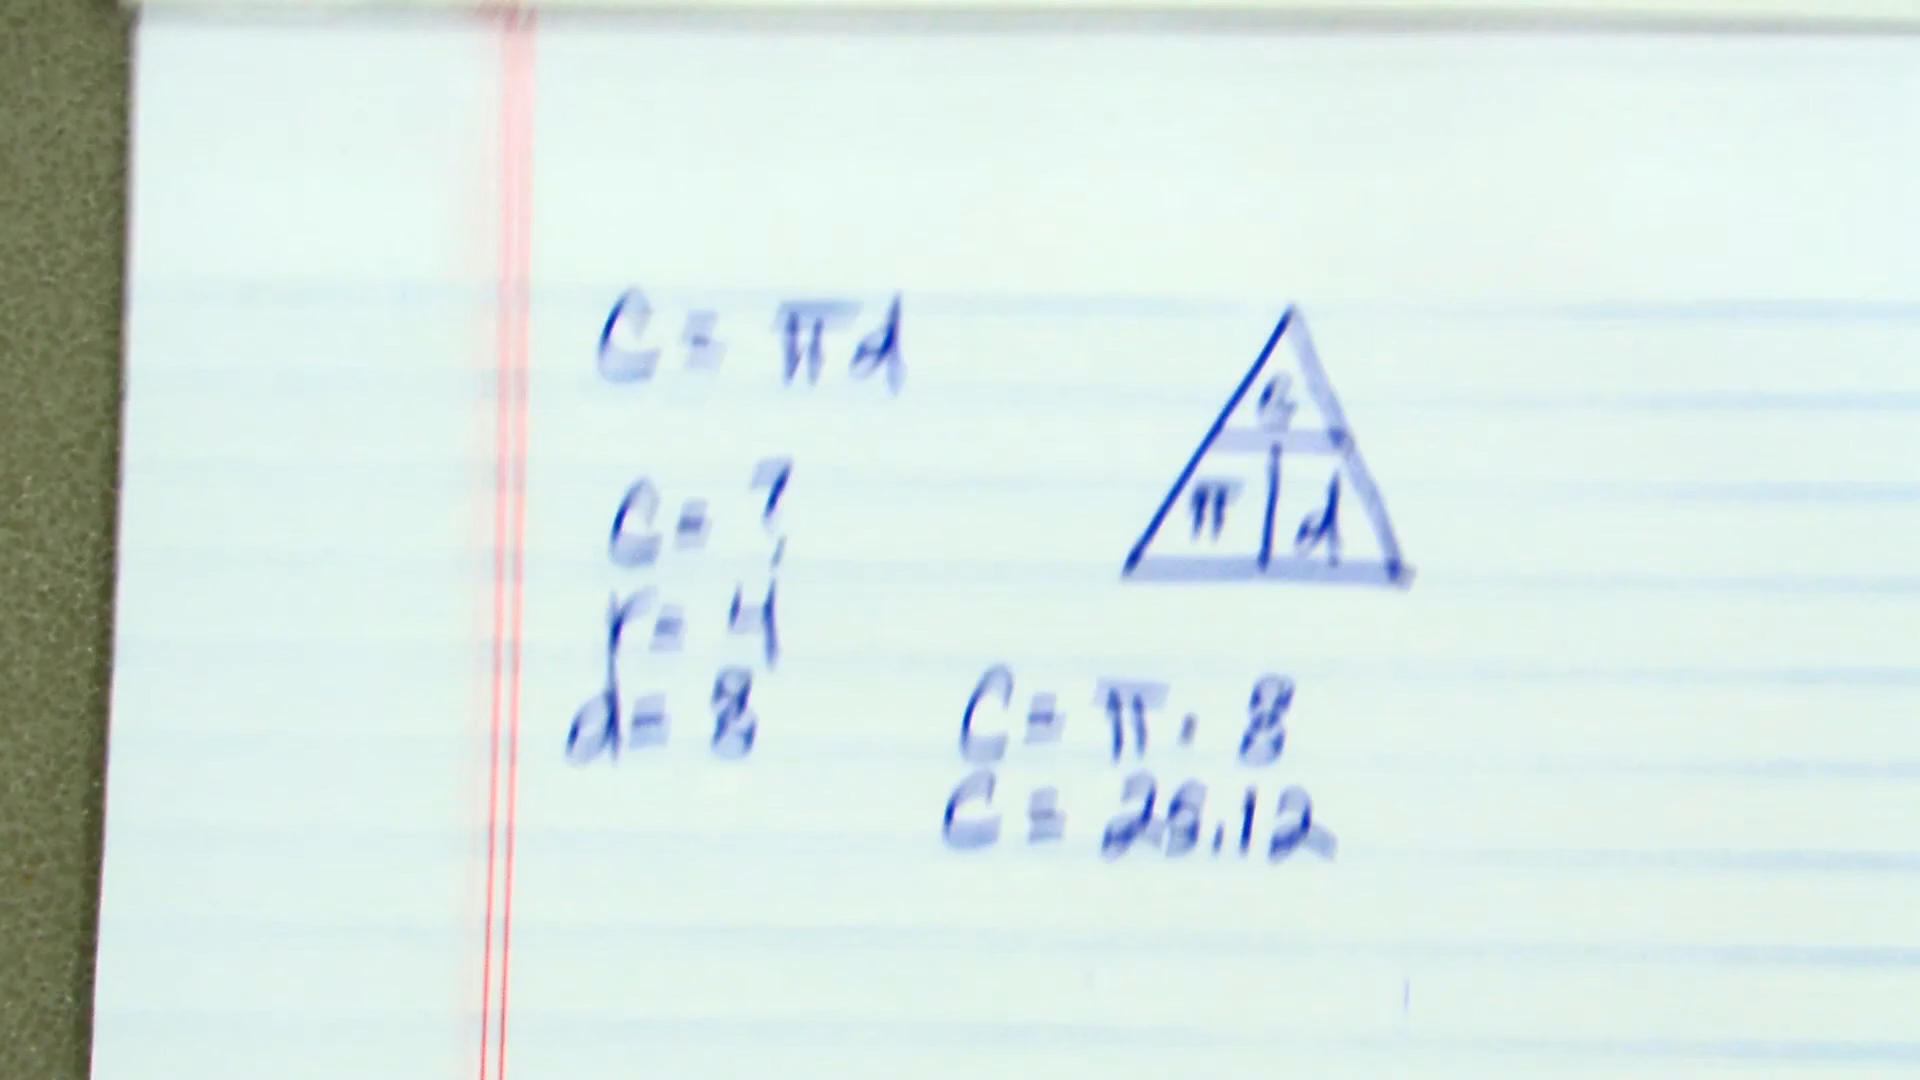 C = πd
C
π d
C = ?
r = 4
d = 8
C = π · 8
C = 25.12